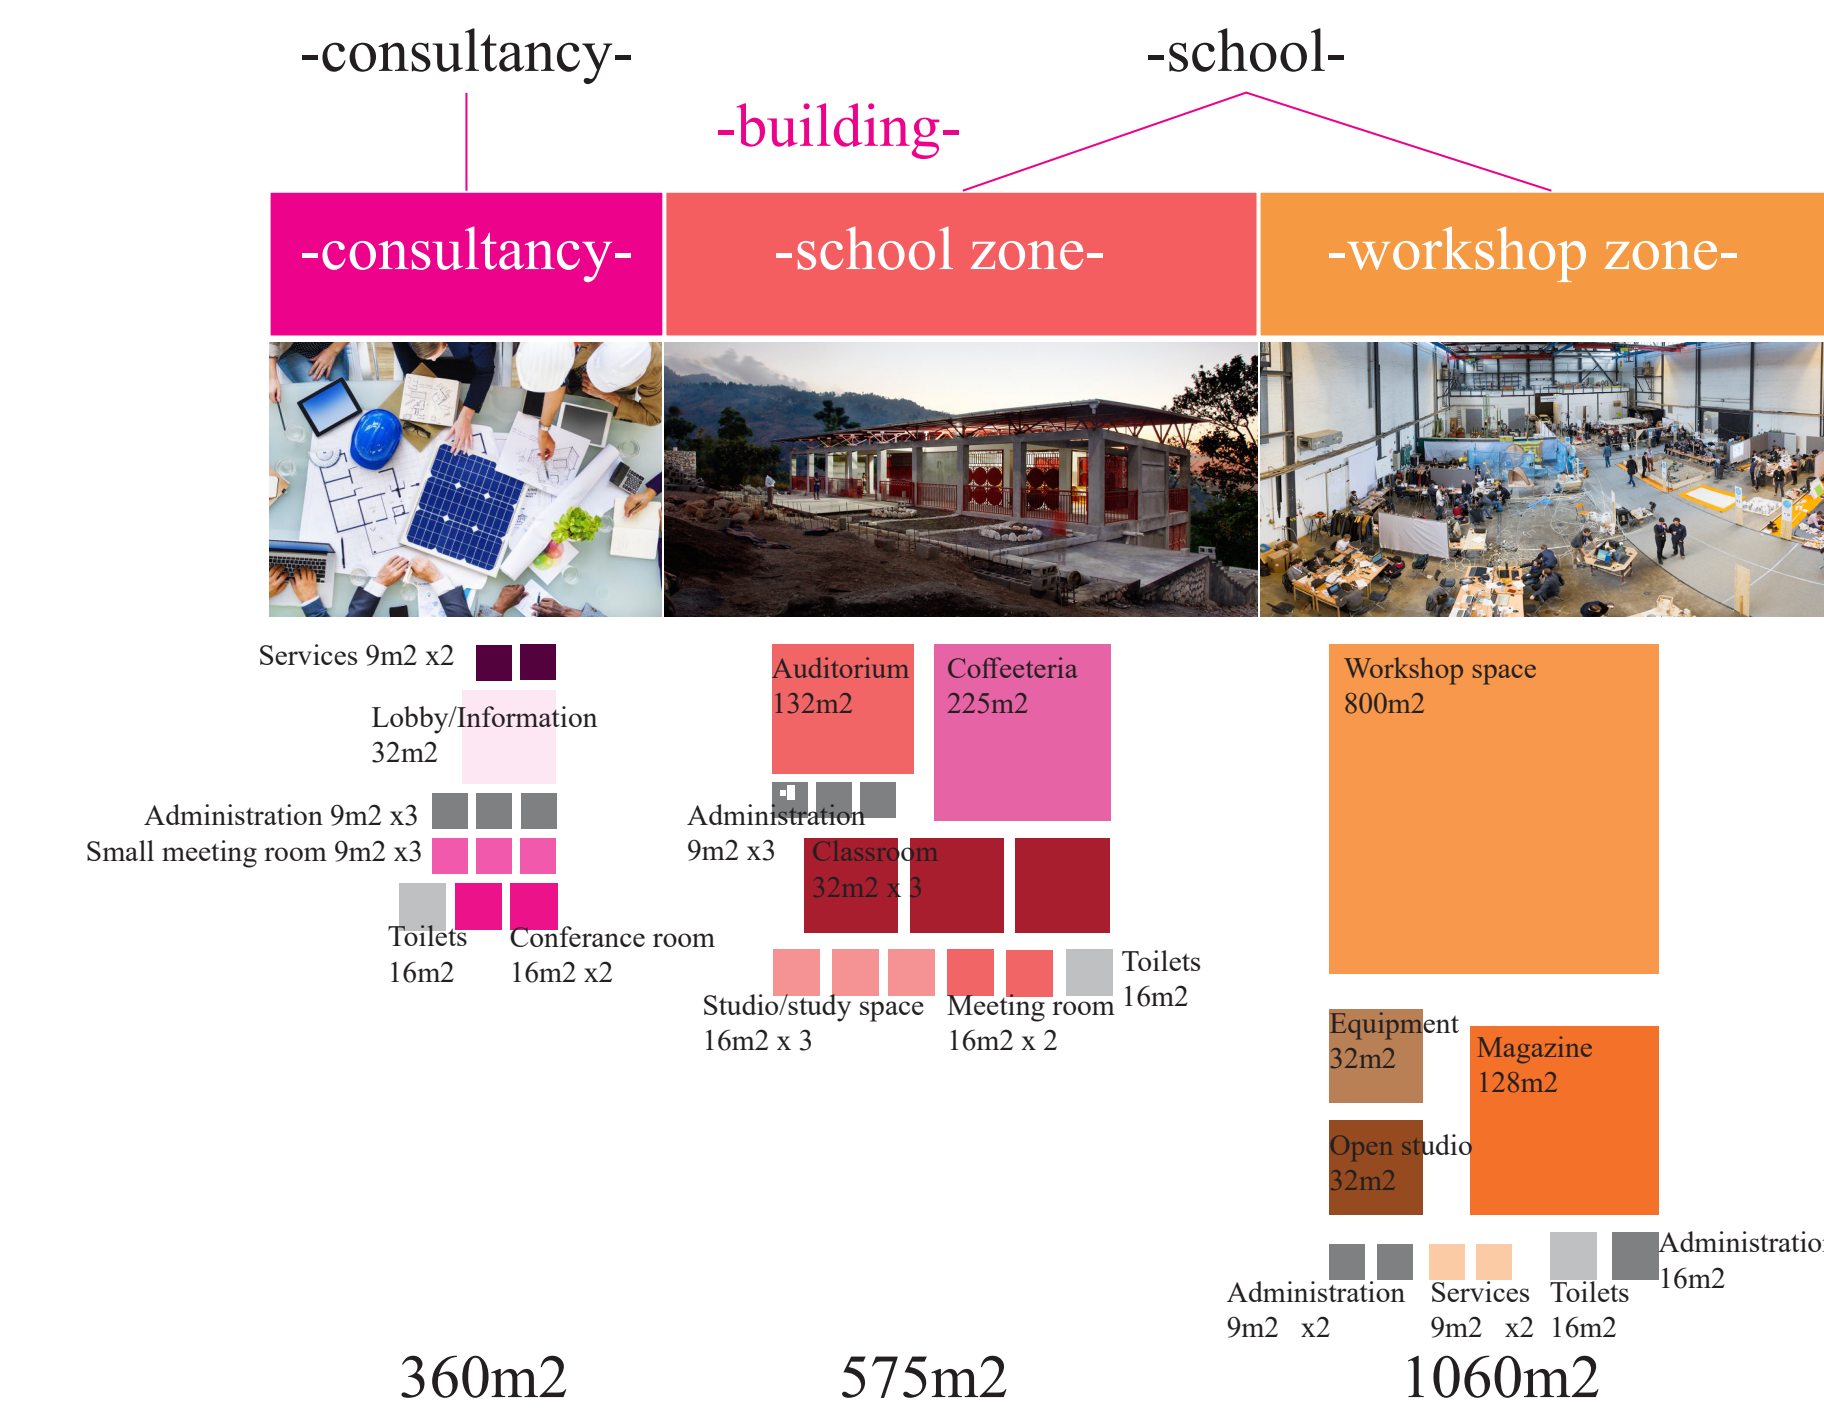 -consultancy-
-school-
-building-
-consultancy-
-school zone-
-workshop zone-
Services 9m2 x2
Lobby/Information
32m2
Administration 9m2 x3
Small meeting room 9m2 x3
Toilets
16m2
Conferance room
16m2 x2
Auditorium
132m2
Coffeeteria
225m2
Administration
9m2 x3
Classroom
32m2 x 3
Studio/study space
16m2 x 3
Meeting room
16m2 x 2
Toilets
16m2
Workshop space
800m2
Equipment
32m2
Magazine
128m2
Open studio
32m2
Administration
9m2 x2
Services
9m2 x2
Toilets
16m2
Administration
16m2
360m2
575m2
1060m2